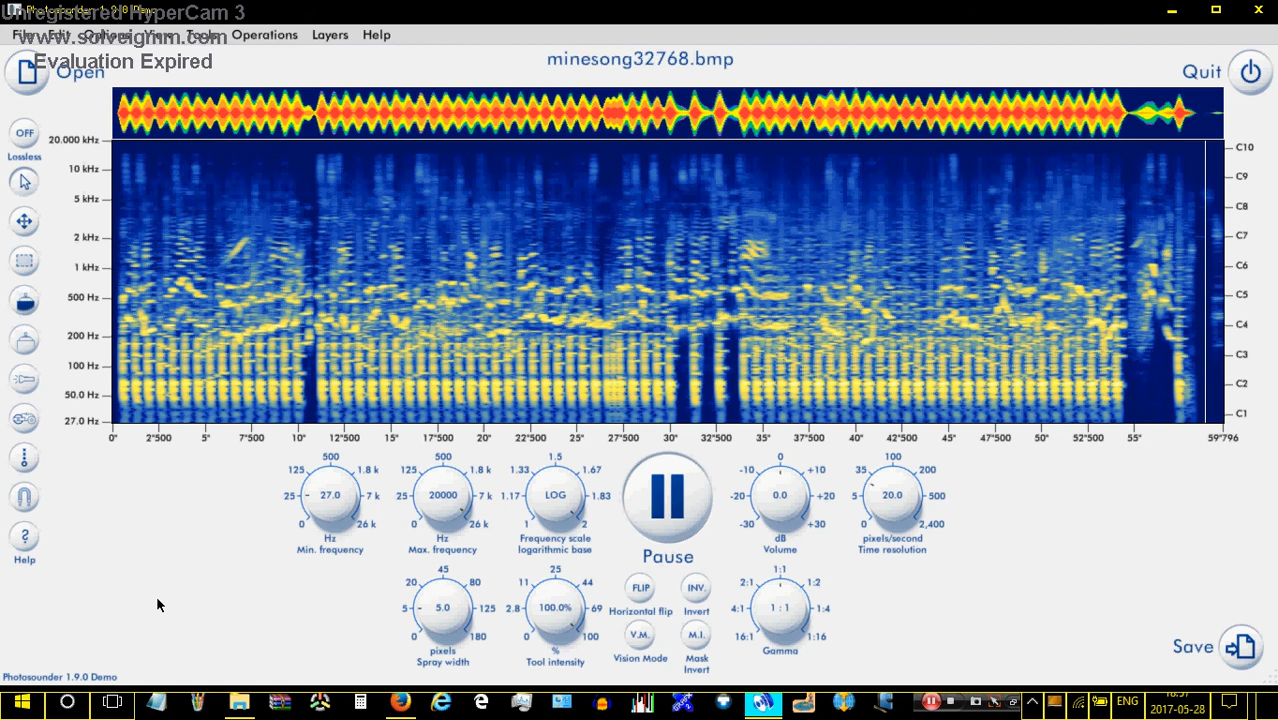 Photosounder 1.9.0 Demo
Unregistered HyperCam 3
File Edit Options View Tools Operations Layers Help
www.solveigmm.com
Evaluation Expired
Open
minesong32768.bmp
Quit
OFF
Lossless
20.000 kHz
10 kHz
5 kHz
2 kHz
1 kHz
500 Hz
200 Hz
100 Hz
50.0 Hz
27.0 Hz
C10
C9
C8
C7
C6
C5
C4
C3
C2
C1
0" 2"500 5" 7"500 10" 12"500 15" 17"500 20" 22"500 25" 27"500 30" 32"500 35" 37"500 40" 42"500 45" 47"500 50" 52"500 55" 59"796
500
125 1.8 k
25 27.0 7 k
0 26 k
Hz
Min. frequency
500
125 1.8 k
25 20000 7 k
0 26 k
Hz
Max. frequency
1.5
1.33 1.67
1.17 LOG 1.83
1 2
Frequency scale
logarithmic base
Pause
0
-10 +10
-20 0.0 +20
-30 +30
dB
Volume
100
35 200
5 20.0 500
0 2,400
pixels/second
Time resolution
?
Help
45
20 80
5 5.0 125
0 180
pixels
Spray width
25
11 44
2.8 100.0% 69
0 100
%
Tool intensity
FLIP
Horizontal flip
INV.
Invert
V.M.
Vision Mode
M.I.
Mask
Invert
1:1
2:1 1:2
4:1 1 : 1 1:4
16:1 1:16
Gamma
Save
Photosounder 1.9.0 Demo
ENG
2017-05-28